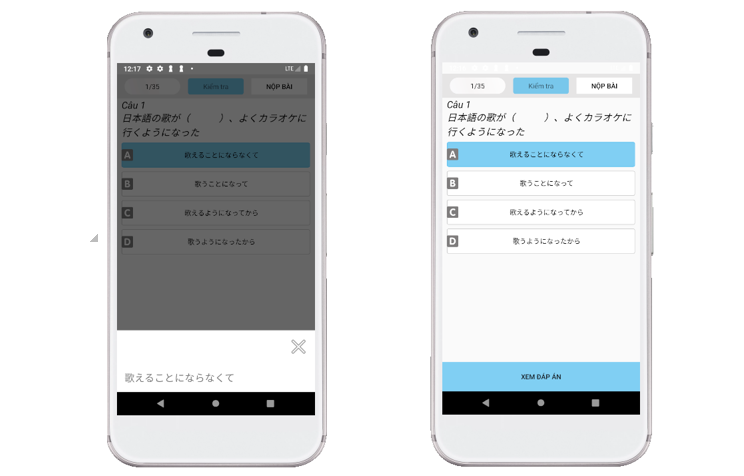 12:17
LTE
1/35
Kiểm tra
NỘP BÀI
Câu 1
日本語の歌が（　　　）、よくカラオケに
行くようになった
A 歌えることにならなくて
B 歌うことになって
C 歌えるようになってから
D 歌うようになったから
歌えることにならなくて
1/35
Kiểm tra
NỘP BÀI
Câu 1
日本語の歌が（　　　）、よくカラオケに
行くようになった
A 歌えることにならなくて
B 歌うことになって
C 歌えるようになってから
D 歌うようになったから
XEM ĐÁP ÁN